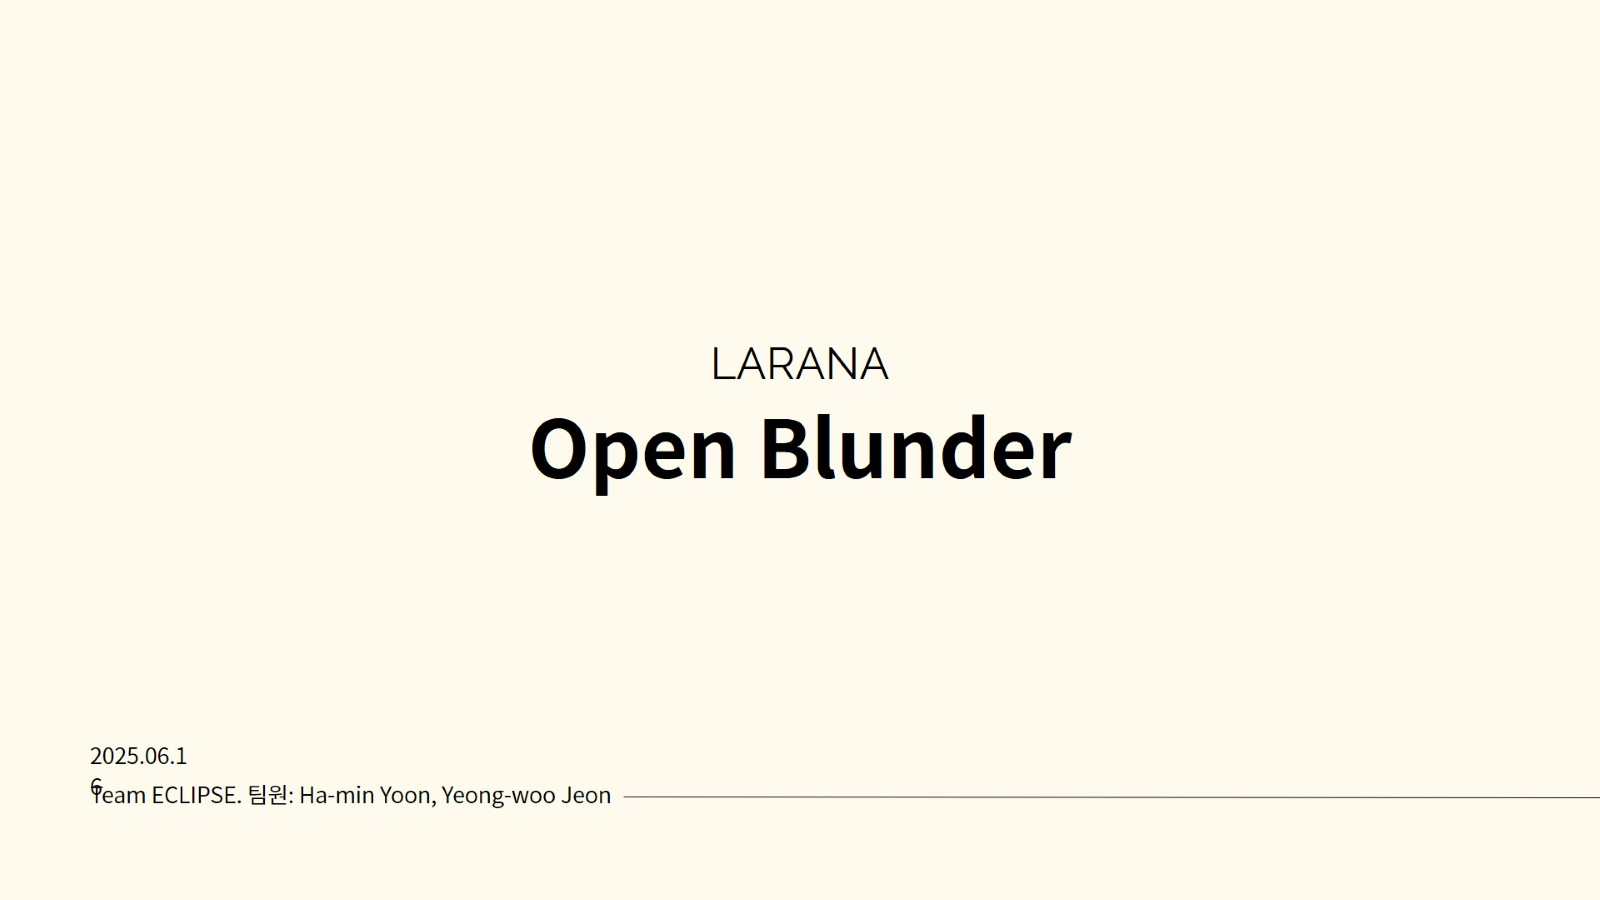 LARANA
Open Blunder
2025.06.1
6
Team ECLIPSE. 팀원: Ha-min Yoon, Yeong-woo Jeon